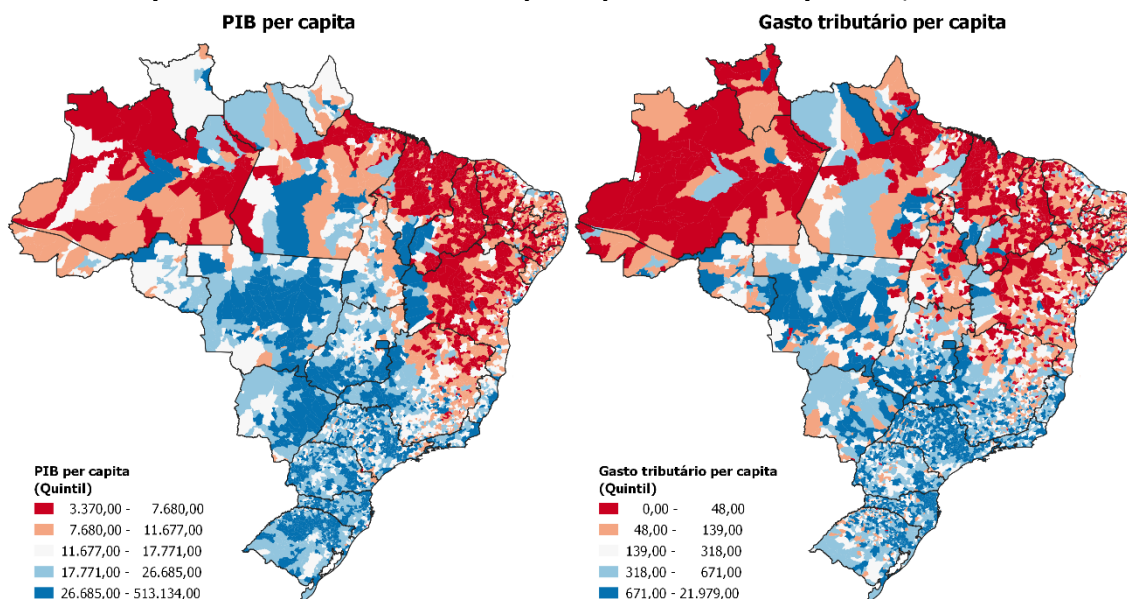 PIB per capita
Gasto tributário per capita
PIB per capita
(Quintil)
3.370,00 - 7.680,00
7.680,00 - 11.677,00
11.677,00 - 17.771,00
17.771,00 - 26.685,00
26.685,00 - 513.134,00
Gasto tributário per capita
(Quintil)
0,00 - 48,00
48,00 - 139,00
139,00 - 318,00
318,00 - 671,00
671,00 - 21.979,00